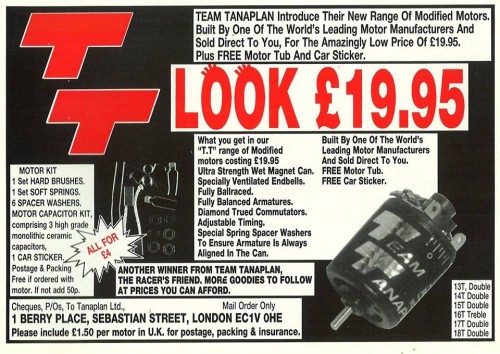 TT
TEAM TANAPLAN Introduce Their New Range Of Modified Motors.
Built By One Of The World's Leading Motor Manufacturers And
Sold Direct To You, For The Amazingly Low Price Of £19.95.
Plus FREE Motor Tub And Car Sticker.
LOOK £19.95
What you get in our
"T.T" range of Modified
motors costing £19.95
Ultra Strength Wet Magnet Can.
Specially Ventilated Endbells.
Fully Ballraced.
Fully Balanced Armatures.
Diamond Trued Commutators.
Adjustable Timing.
Special Spring Spacer Washers
To Ensure Armature Is Always
Aligned In The Can.
Built By One Of The World's
Leading Motor Manufacturers
And Sold Direct To You.
FREE Motor Tub.
FREE Car Sticker.
MOTOR KIT
1 Set HARD BRUSHES.
1 Set SOFT SPRINGS.
6 SPACER WASHERS.
MOTOR CAPACITOR KIT,
comprising 3 high grade
monolithic ceramic
capacitors,
1 CAR STICKER.
Postage & Packing
Free if ordered with
motor. If not add 50p.
ALL FOR
£4
ANOTHER WINNER FROM TEAM TANAPLAN,
THE RACER'S FRIEND. MORE GOODIES TO FOLLOW
AT PRICES YOU CAN AFFORD.
TT
TEAM
TANAP
13T, Double
14T Double
15T Double
16T Treble
17T Double
18T Double
Cheques, P/Os, To Tanaplan Ltd., Mail Order Only
1 BERRY PLACE, SEBASTIAN STREET, LONDON EC1V 0HE
Please include £1.50 per motor in U.K. for postage, packing & insurance.